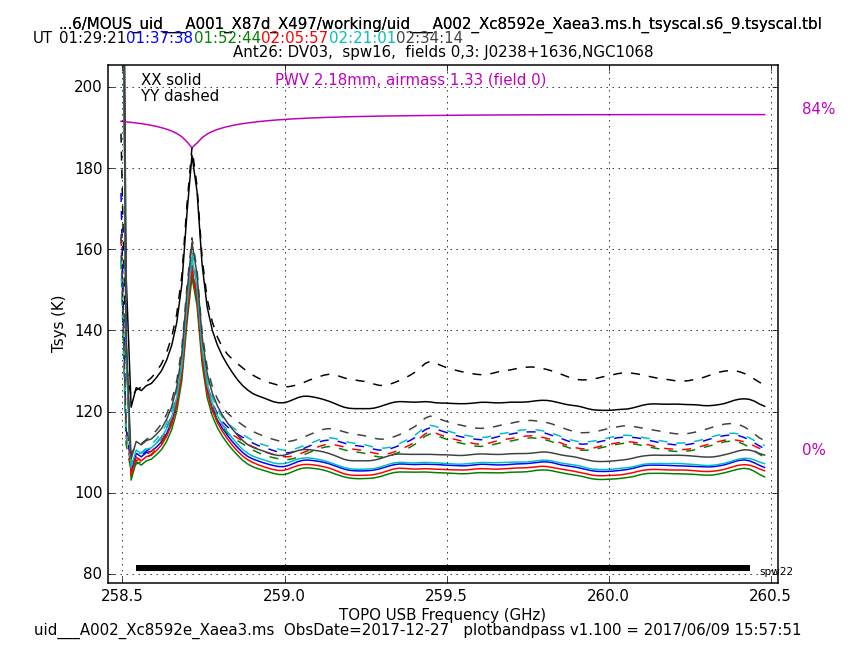 ...6/MOUS_uid___A001_X87d_X497/working/uid___A002_Xc8592e_Xaea3.ms.h_tsyscal.s6_9.tsyscal.tbl
UT 01:29:21 01:37:38 01:52:44 02:05:57 02:21:01 02:34:14
Ant26: DV03, spw16, fields 0,3: J0238+1636,NGC1068
XX solid
YY dashed
PWV 2.18mm, airmass 1.33 (field 0)
84%
0%
200
180
160
140
120
100
80
Tsys (K)
spw22
258.5 259.0 259.5 260.0 260.5
TOPO USB Frequency (GHz)
uid___A002_Xc8592e_Xaea3.ms ObsDate=2017-12-27 plotbandpass v1.100 = 2017/06/09 15:57:51